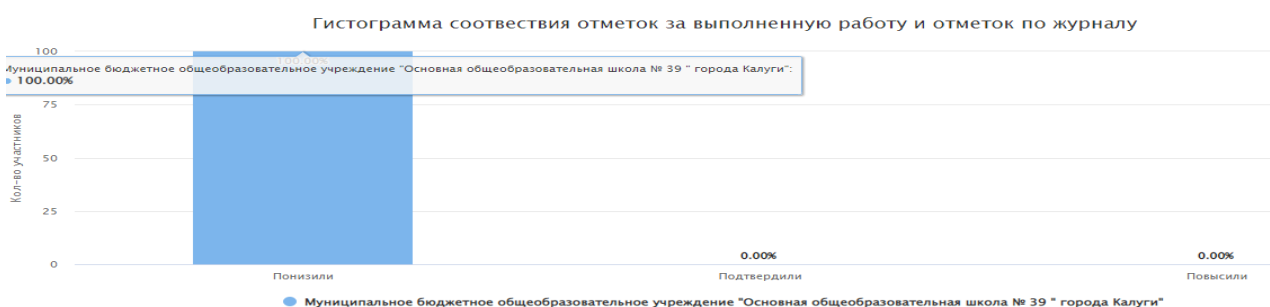 Гистограмма соотвествия отметок за выполненную работу и отметок по журналу
100
100.00%
Муниципальное бюджетное общеобразовательное учреждение "Основная общеобразовательная школа № 39 " города Калуги":
100.00%
75
50
25
0
Кол-во участников
0.00%
0.00%
Понизили
Подтвердили
Повысили
Муниципальное бюджетное общеобразовательное учреждение "Основная общеобразовательная школа № 39 " города Калуги"